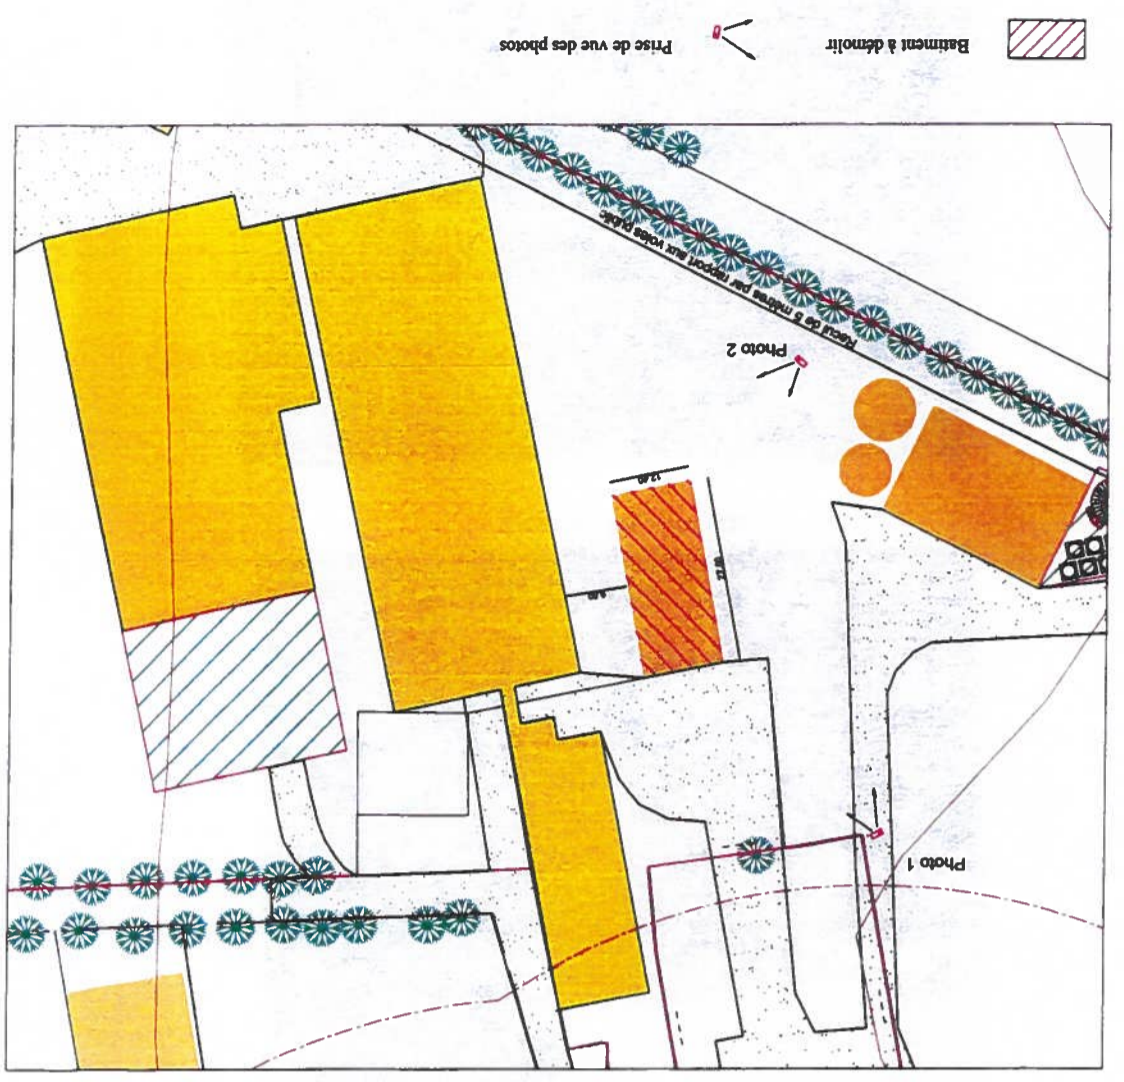 Photo 1
Photo 2
Recul de 5 mètres par rapport aux voies public
Batiment à démolir
Prise de vue des photos